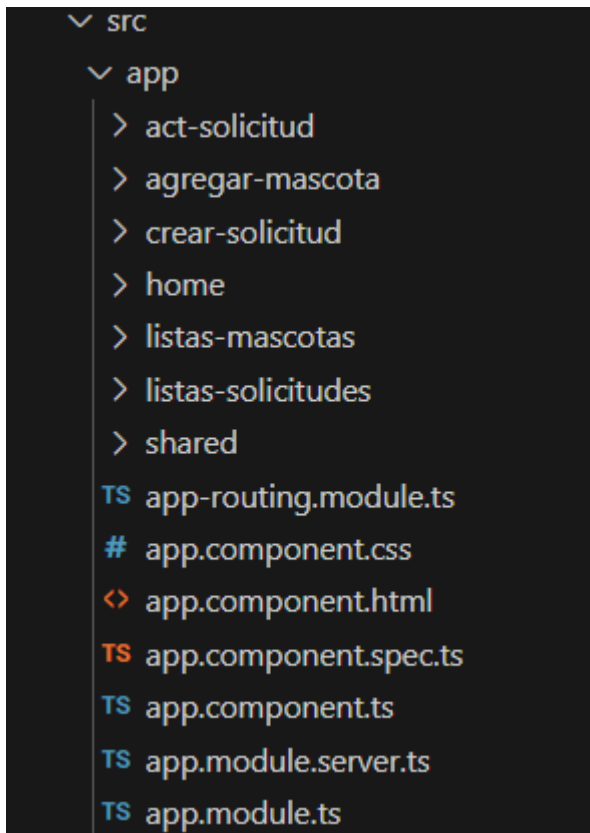 src
app
act-solicitud
agregar-mascota
crear-solicitud
home
listas-mascotas
listas-solicitudes
shared
TS app-routing.module.ts
# app.component.css
<> app.component.html
TS app.component.spec.ts
TS app.component.ts
TS app.module.server.ts
TS app.module.ts